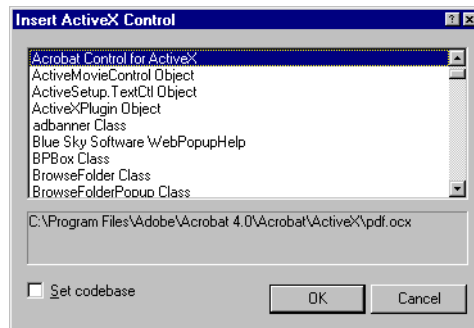 Insert ActiveX Control
Acrobat Control for ActiveX
ActiveMovieControl Object
ActiveSetup.TextCtl Object
ActiveXPlugin Object
adbanner Class
Blue Sky Software WebPopupHelp
BPBox Class
BrowseFolder Class
BrowseFolderPopup Class
C:\Program Files\Adobe\Acrobat 4.0\Acrobat\ActiveX\pdf.ocx
Set codebase
OK
Cancel